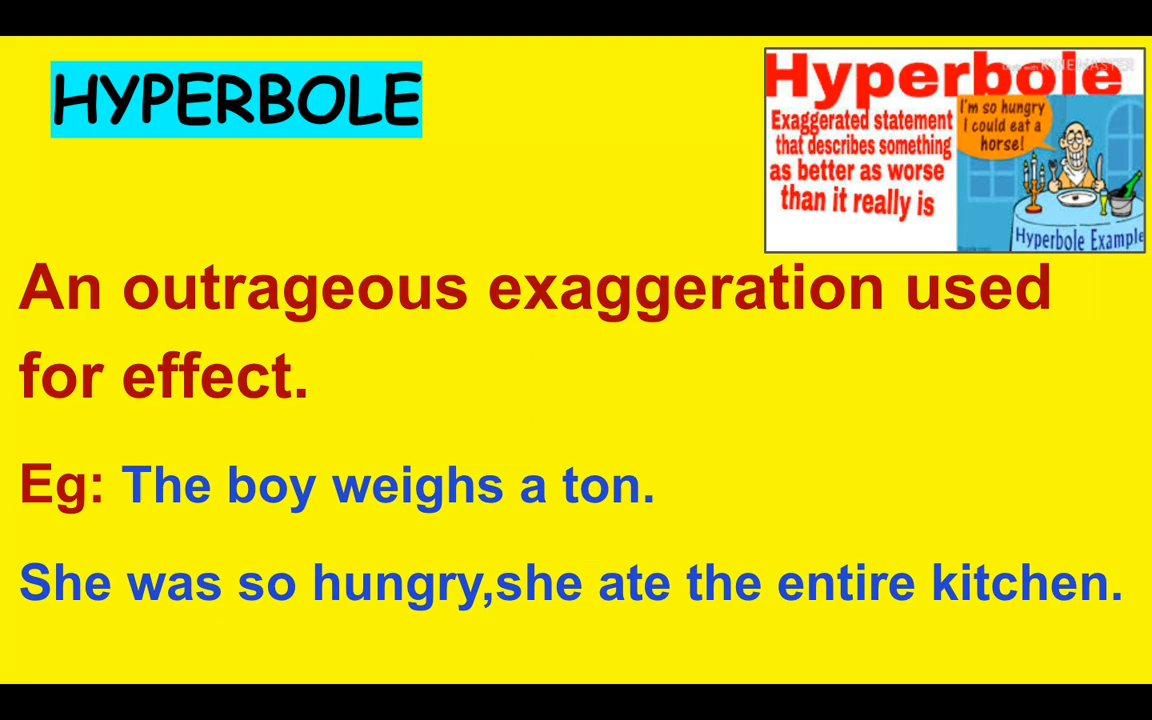 HYPERBOLE
Hyperbole
Exaggerated statement
that describes something
as better as worse
than it really is
I'm so hungry
I could eat a
horse!
Hyperbole Example
An outrageous exaggeration used
for effect.
Eg: The boy weighs a ton.
She was so hungry,she ate the entire kitchen.